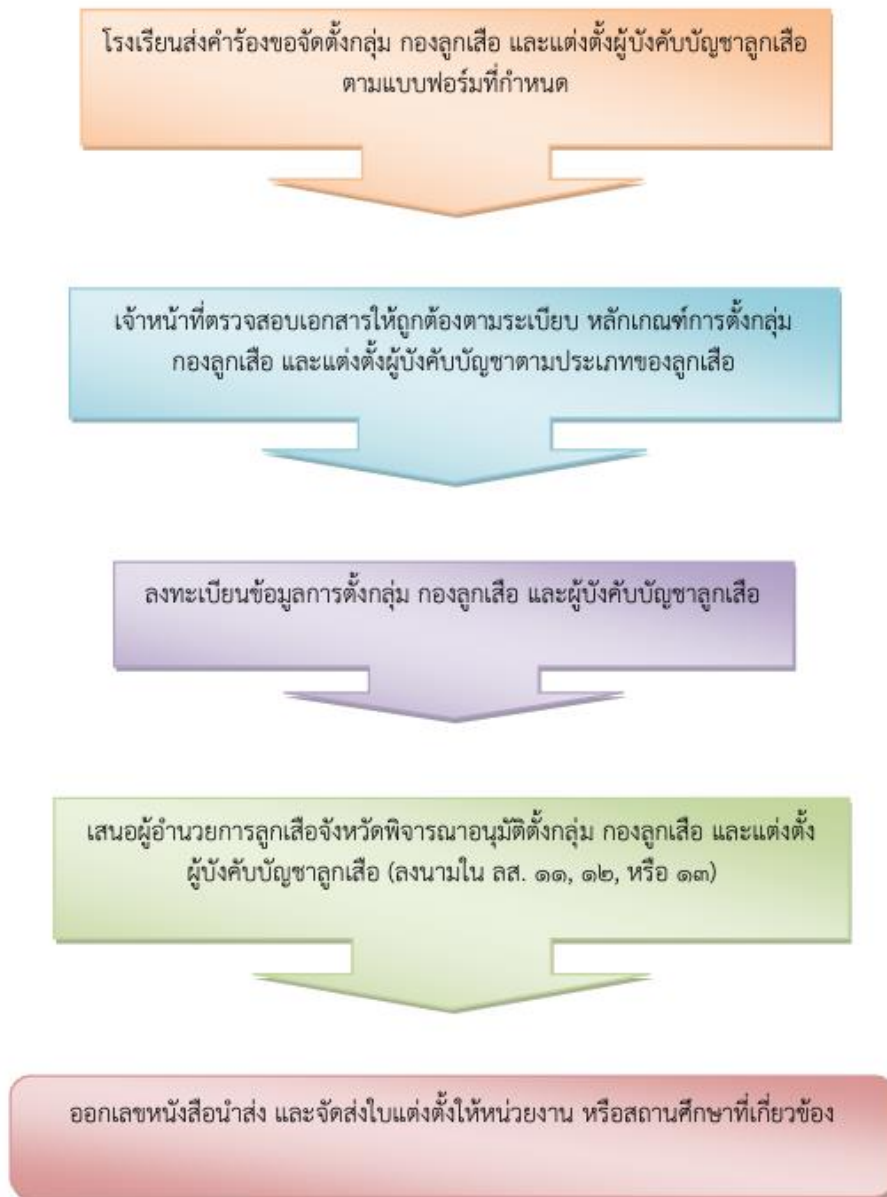 โรงเรียนส่งคำร้องขอจัดตั้งกลุ่ม กองลูกเสือ และแต่งตั้งผู้บังคับบัญชาลูกเสือ
ตามแบบฟอร์มที่กำหนด
เจ้าหน้าที่ตรวจสอบเอกสารให้ถูกต้องตามระเบียบ หลักเกณฑ์การตั้งกลุ่ม
กองลูกเสือ และแต่งตั้งผู้บังคับบัญชาตามประเภทของลูกเสือ
ลงทะเบียนข้อมูลการตั้งกลุ่ม กองลูกเสือ และผู้บังคับบัญชาลูกเสือ
เสนอผู้อำนวยการลูกเสือจังหวัดพิจารณาอนุมัติตั้งกลุ่ม กองลูกเสือ และแต่งตั้ง
ผู้บังคับบัญชาลูกเสือ (ลงนามใน ลส. ๑๑, ๑๒, หรือ ๑๓)
ออกเลขหนังสือนำส่ง และจัดส่งใบแต่งตั้งให้หน่วยงาน หรือสถานศึกษาที่เกี่ยวข้อง